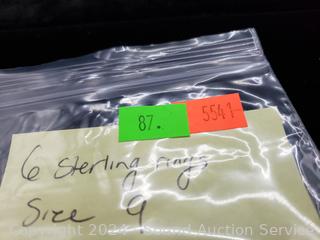 87. 5541
6 Sterling rings
Size 9
Copyright 2024 Sound Auction Service